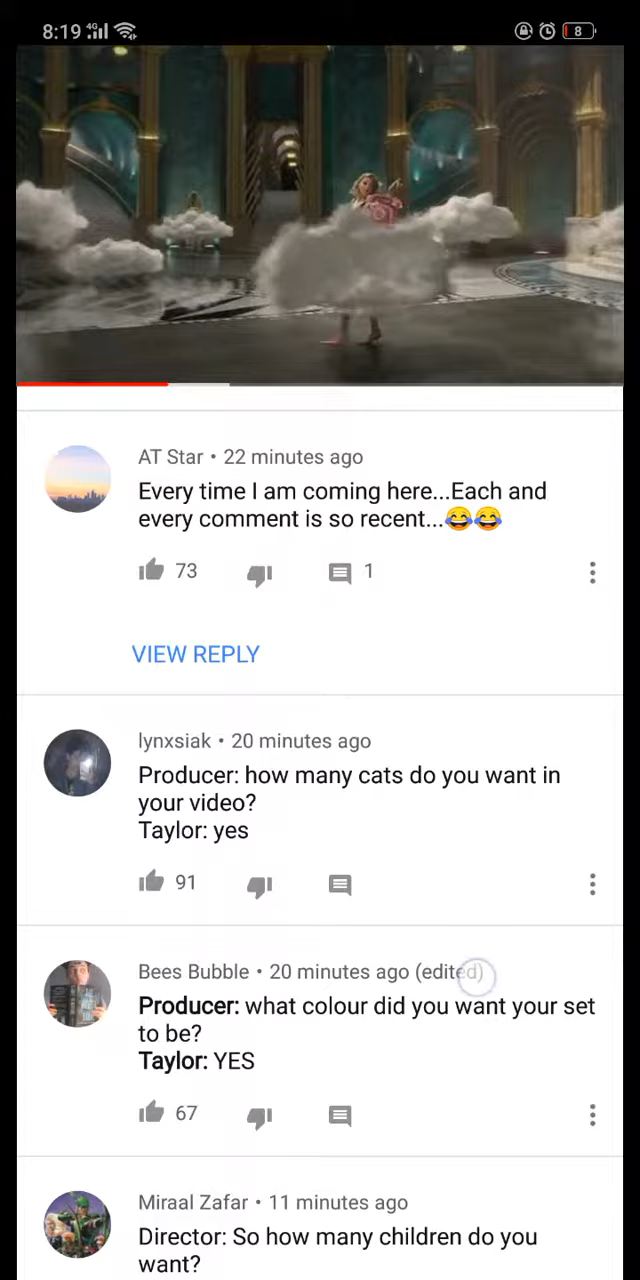 8:19 4G 8
AT Star • 22 minutes ago
Every time I am coming here...Each and
every comment is so recent...😂😂
73 1
VIEW REPLY
lynxsiak • 20 minutes ago
Producer: how many cats do you want in
your video?
Taylor: yes
91
Bees Bubble • 20 minutes ago (edited)
Producer: what colour did you want your set
to be?
Taylor: YES
67
Miraal Zafar • 11 minutes ago
Director: So how many children do you
want?